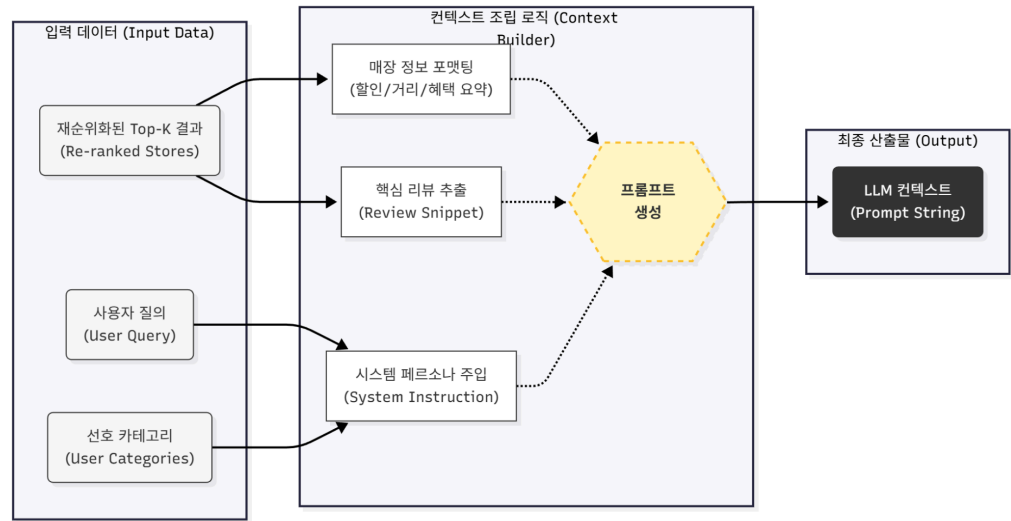 입력 데이터 (Input Data)
재순위화된 Top-K 결과
(Re-ranked Stores)
사용자 질의
(User Query)
선호 카테고리
(User Categories)
컨텍스트 조립 로직 (Context
Builder)
매장 정보 포맷팅
(할인/거리/혜택 요약)
핵심 리뷰 추출
(Review Snippet)
시스템 페르소나 주입
(System Instruction)
프롬프트
생성
최종 산출물 (Output)
LLM 컨텍스트
(Prompt String)